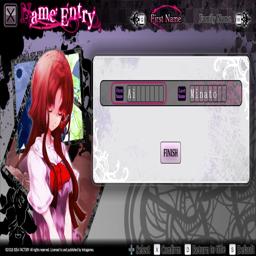 Name Entry
First Name
Family Name
Ai
Minato
FINISH
Select Confirm Return to title Default